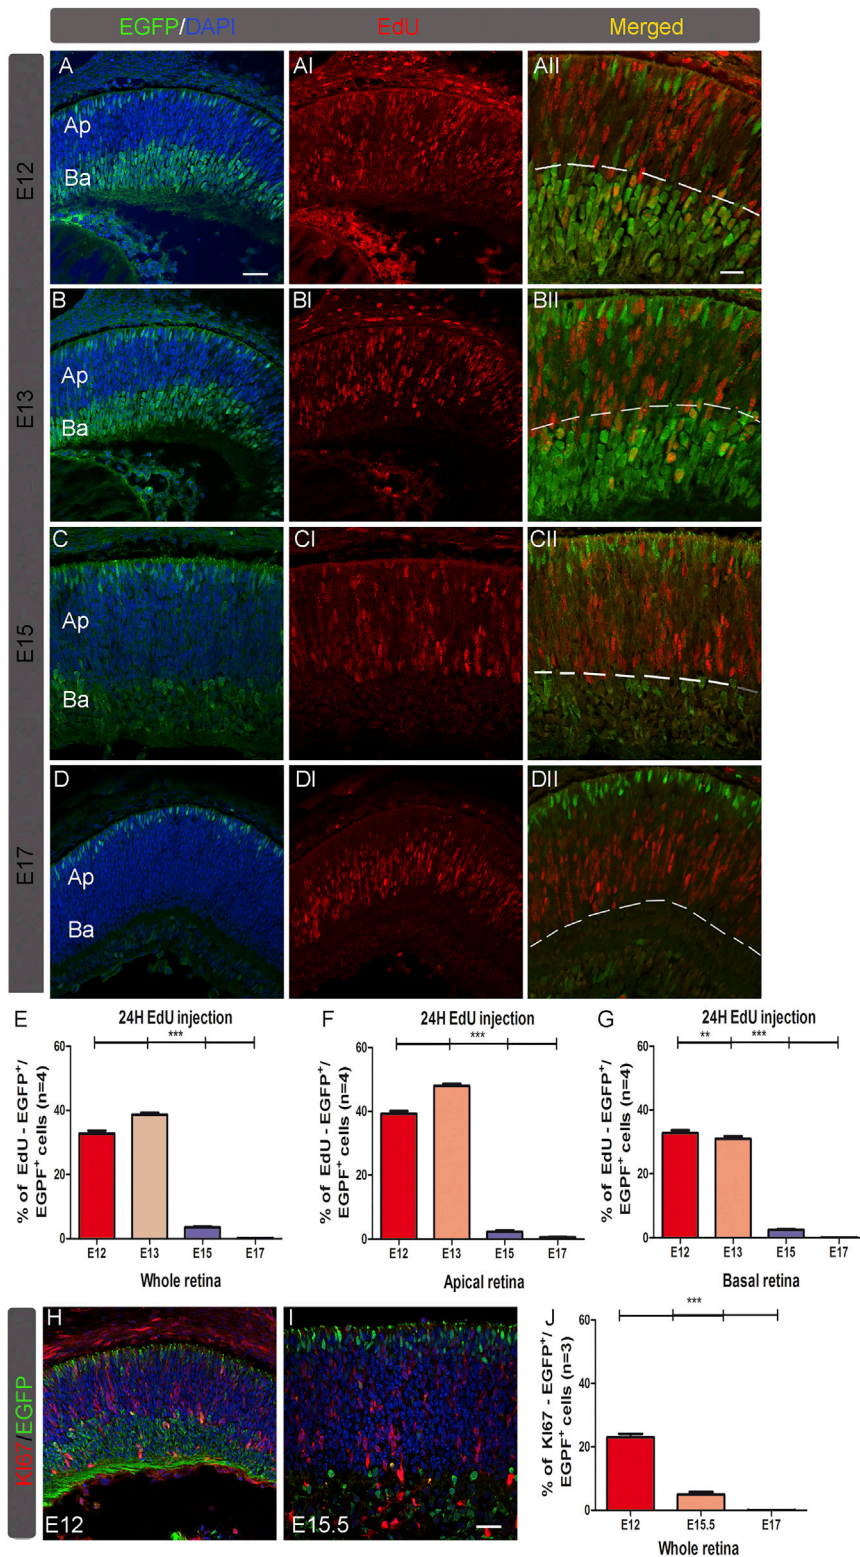 EGFP/DAPI EdU Merged
E12
A AI AII
Ap
Ba
E13
B BI BII
Ap
Ba
E15
C CI CII
Ap
Ba
E17
D DI DII
Ap
Ba
E
24H EdU injection
***
% of EdU - EGFP+/
EGPF+ cells (n=4)
60
40
20
0
E12 E13 E15 E17
Whole retina
F
24H EdU injection
***
% of EdU - EGFP+/
EGPF+ cells (n=4)
60
40
20
0
E12 E13 E15 E17
Apical retina
G
24H EdU injection
** ***
% of EdU - EGFP+/
EGPF+ cells (n=4)
60
40
20
0
E12 E13 E15 E17
Basal retina
KI67/EGFP
H
E12
I
E15.5
J
***
% of KI67 - EGFP+/
EGPF+ cells (n=3)
60
40
20
0
E12 E15.5 E17
Whole retina